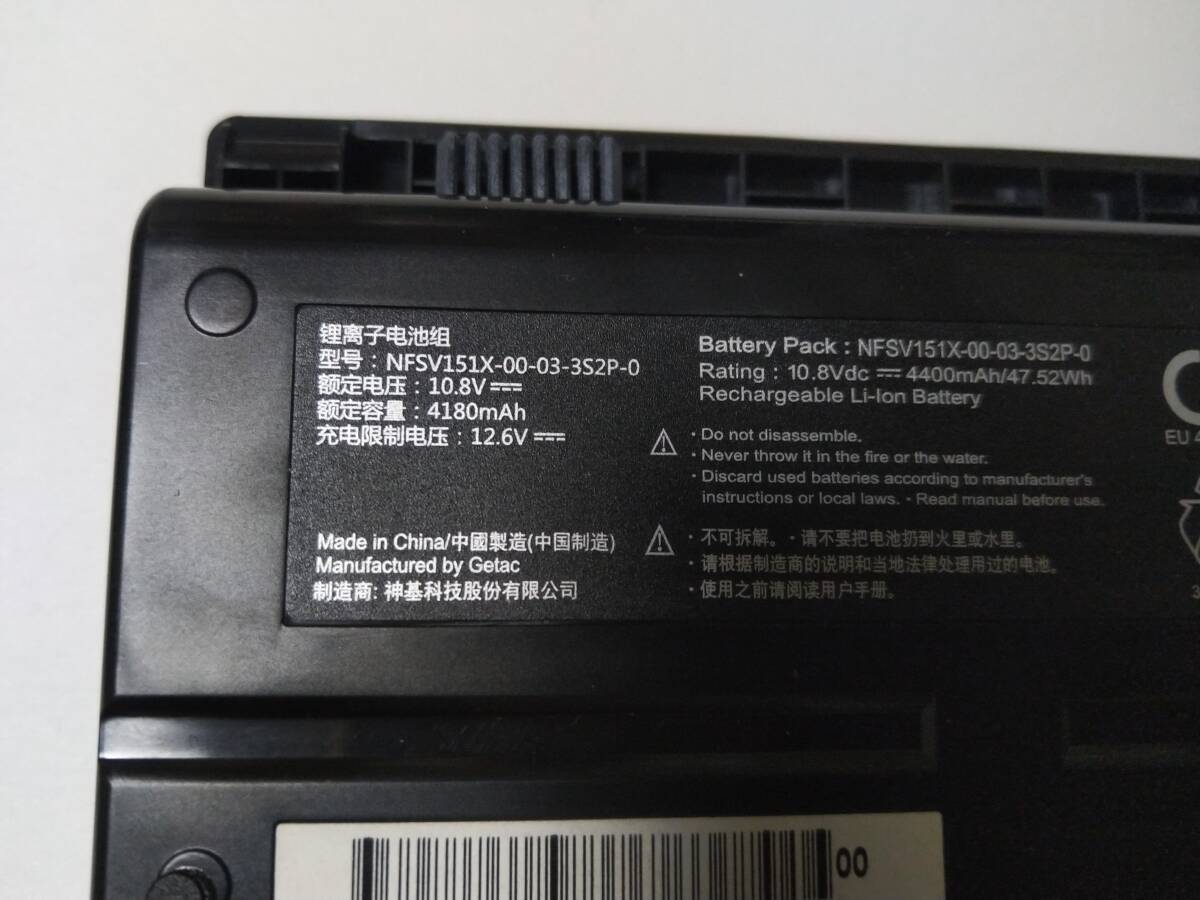 锂离子电池组
型号：NFSV151X-00-03-3S2P-0
额定电压：10.8V⎓
额定容量：4180mAh
充电限制电压：12.6V⎓
Made in China/中國製造(中国制造)
Manufactured by Getac
制造商: 神基科技股份有限公司
Battery Pack : NFSV151X-00-03-3S2P-0
Rating : 10.8Vdc ⎓ 4400mAh/47.52Wh
Rechargeable Li-Ion Battery
· Do not disassemble.
· Never throw it in the fire or the water.
· Discard used batteries according to manufacturer's
instructions or local laws. · Read manual before use.
· 不可拆解。 · 请不要把电池扔到火里或水里。
· 请根据制造商的说明和当地法律处理用过的电池。
· 使用之前请阅读用户手册。
EU
00